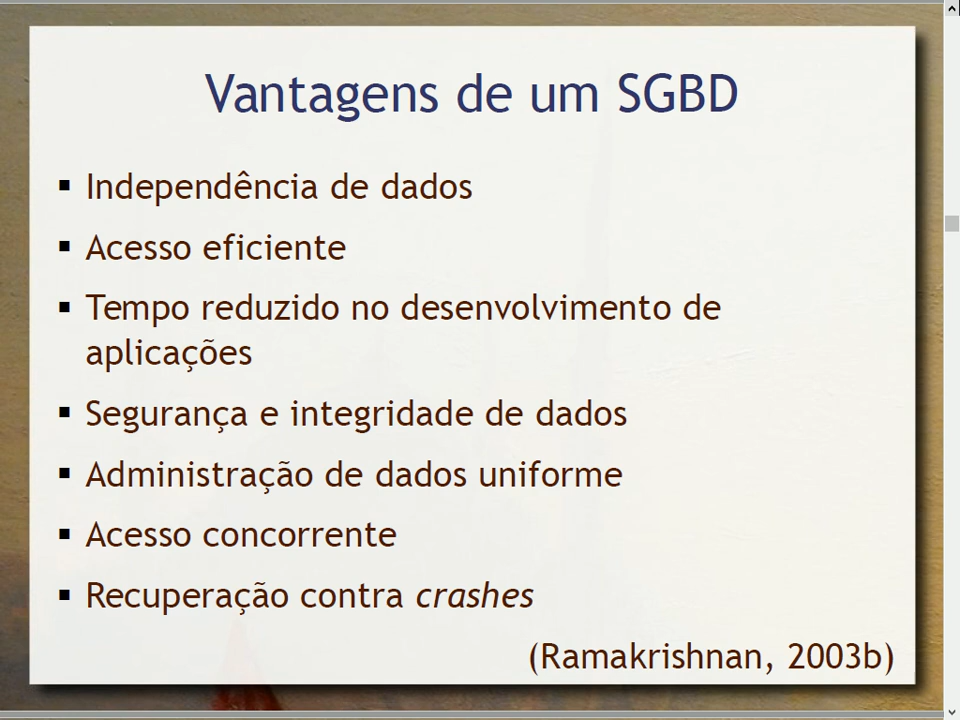 Vantagens de um SGBD
▪ Independência de dados
▪ Acesso eficiente
▪ Tempo reduzido no desenvolvimento de
aplicações
▪ Segurança e integridade de dados
▪ Administração de dados uniforme
▪ Acesso concorrente
▪ Recuperação contra crashes
(Ramakrishnan, 2003b)